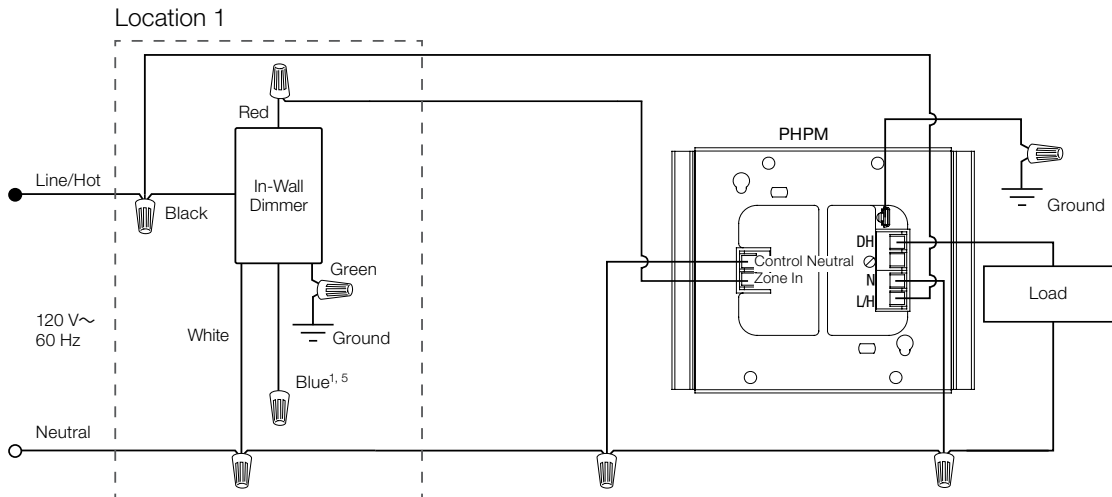 Location 1
Red
PHPM
Line/Hot
In-Wall
Dimmer
Black
Ground
DH
Control Neutral
Green
Zone In
N
L/H
Load
120 V~
60 Hz
White
Ground
Blue1, 5
Neutral